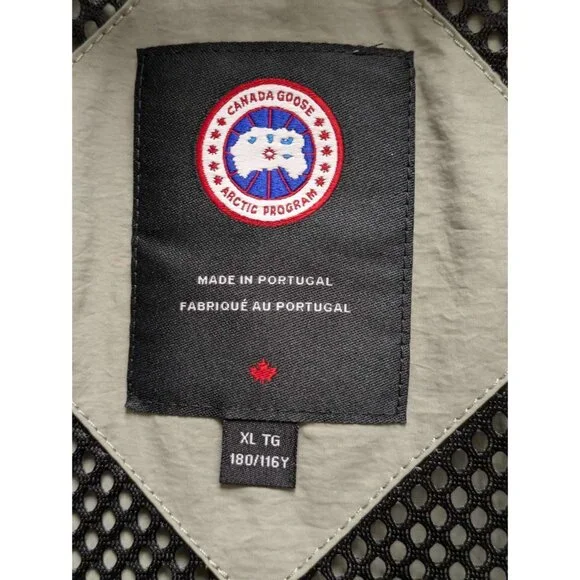 CANADA GOOSE
ARCTIC PROGRAM
MADE IN PORTUGAL
FABRIQUÉ AU PORTUGAL
XL TG
180/116Y